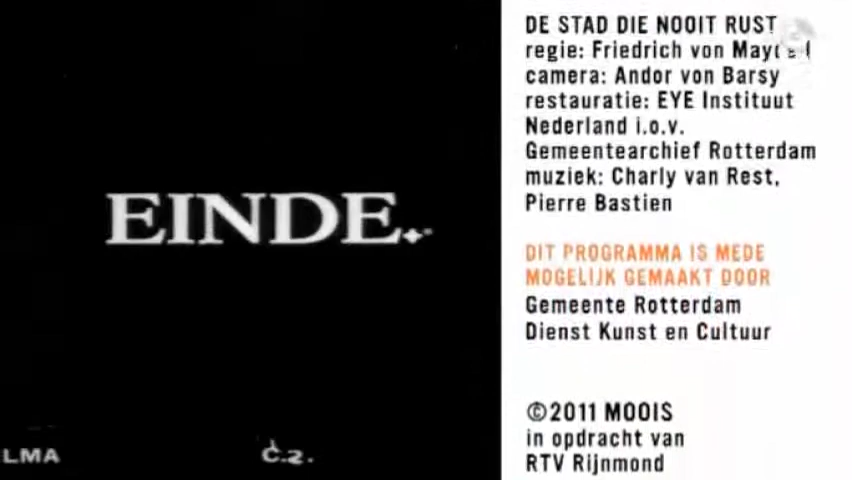 EINDE.
LMA
C.2.
DE STAD DIE NOOIT RUST
regie: Friedrich von
camera: Andor von Barsy
restauratie: EYE Instituut
Nederland i.o.v.
Gemeentearchief Rotterdam
muziek: Charly van Rest,
Pierre Bastien
DIT PROGRAMMA IS MEDE
MOGELIJK GEMAAKT DOOR
Gemeente Rotterdam
Dienst Kunst en Cultuur
©2011 MOOIS
in opdracht van
RTV Rijnmond